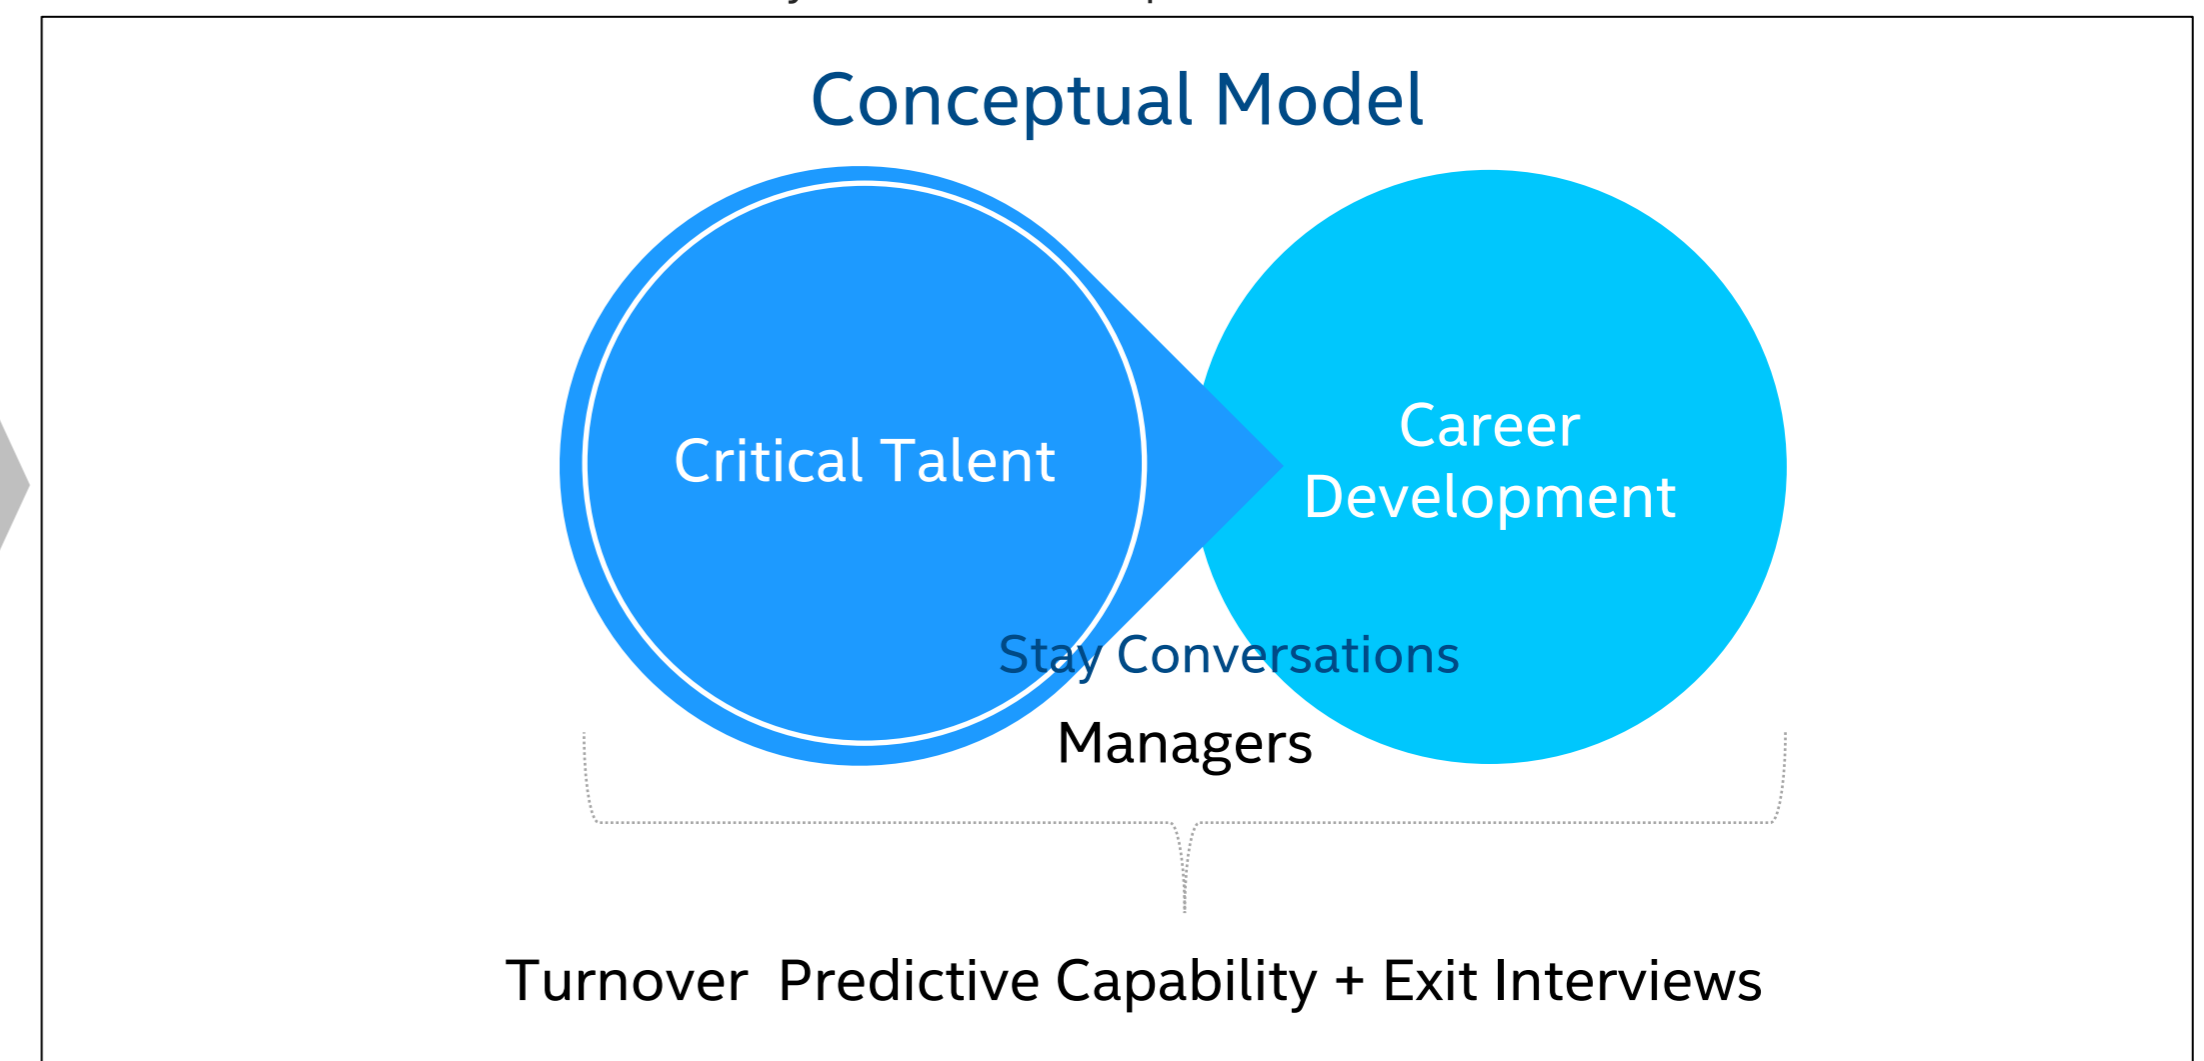 Conceptual Model
Critical Talent
Career
Development
Stay Conversations
Managers
Turnover  Predictive Capability + Exit Interviews